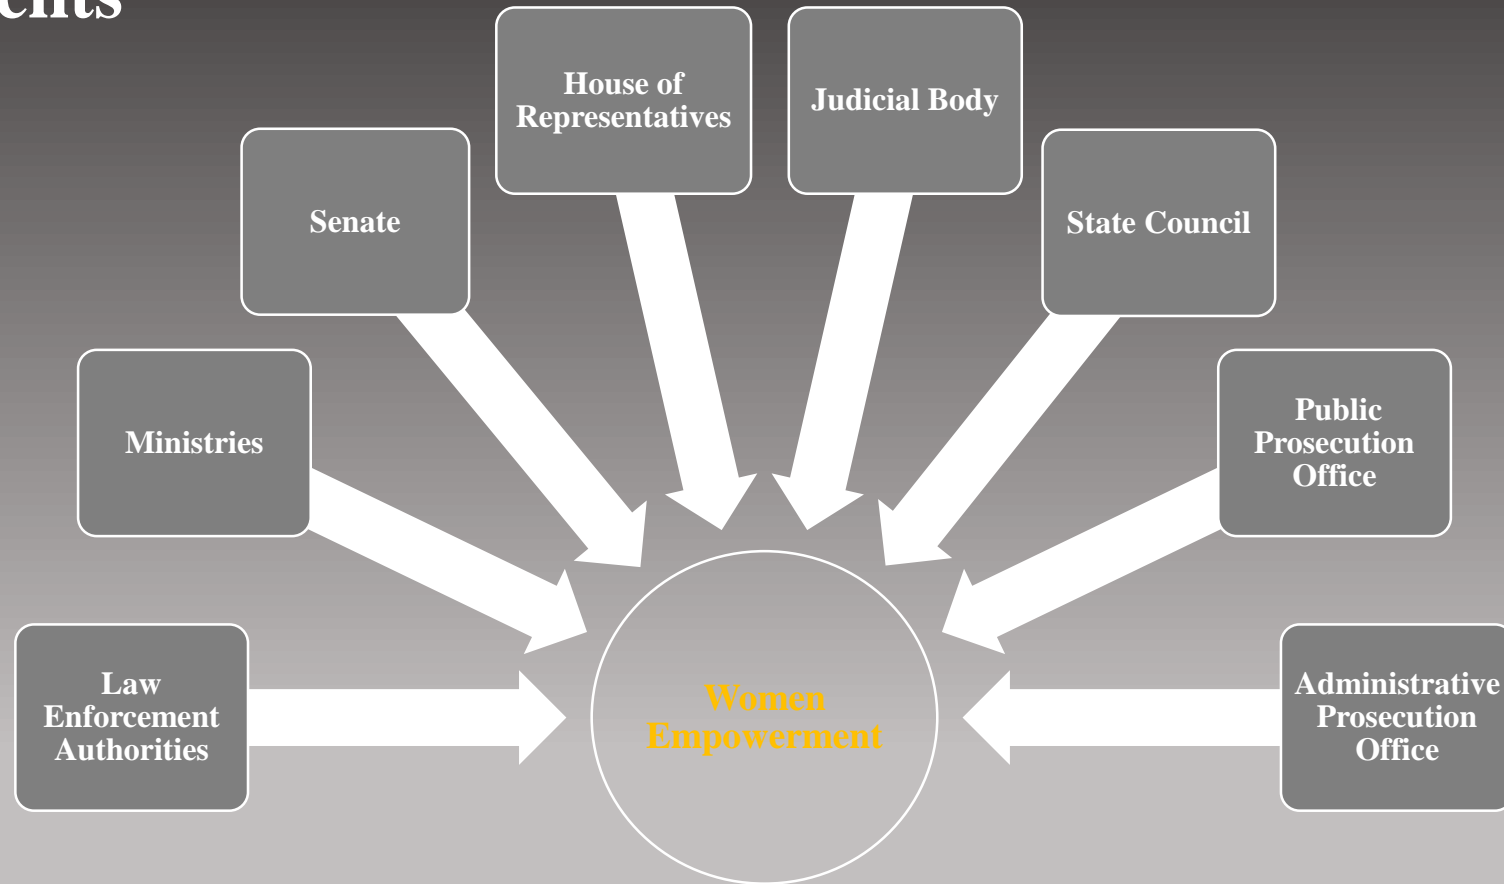 House of
Representatives
Judicial Body
Senate
State Council
Ministries
Public
Prosecution
Office
Law
Enforcement
Authorities
Women
Empowerment
Administrative
Prosecution
Office